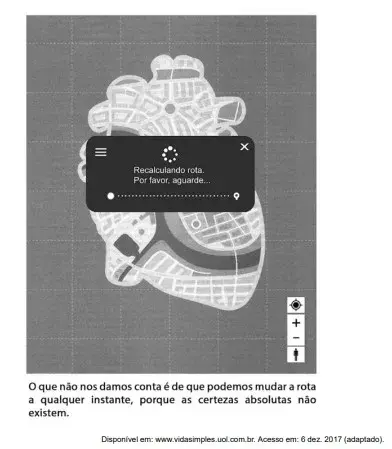 Recalculando rota.
Por favor, aguarde...
+
−
O que não nos damos conta é de que podemos mudar a rota
a qualquer instante, porque as certezas absolutas não
existem.
Disponível em: www.vidasimples.uol.com.br. Acesso em: 6 dez. 2017 (adaptado).